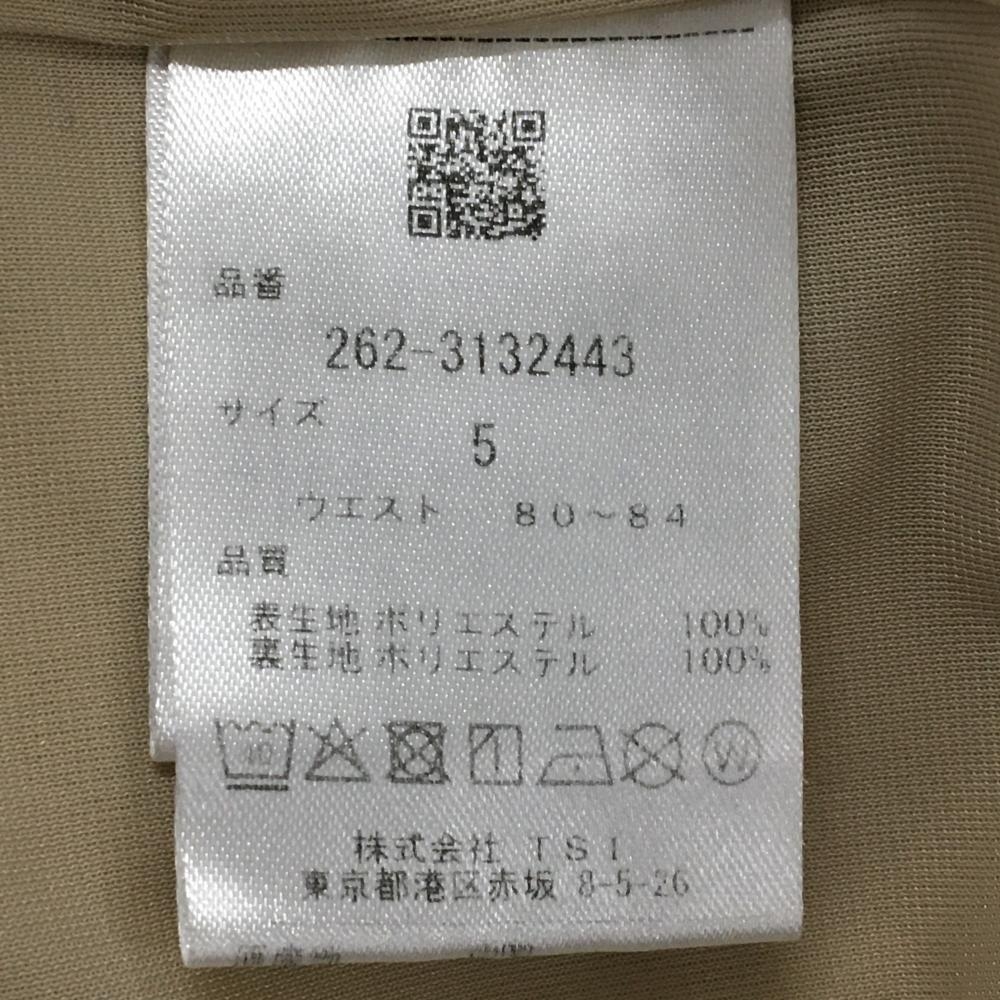 品番
262-3132443
サイズ
5
ウエスト 80~84
品質
表生地 ポリエステル 100%
裏生地 ポリエステル 100%
40
株式会社 TSI
東京都港区赤坂 8-5-26